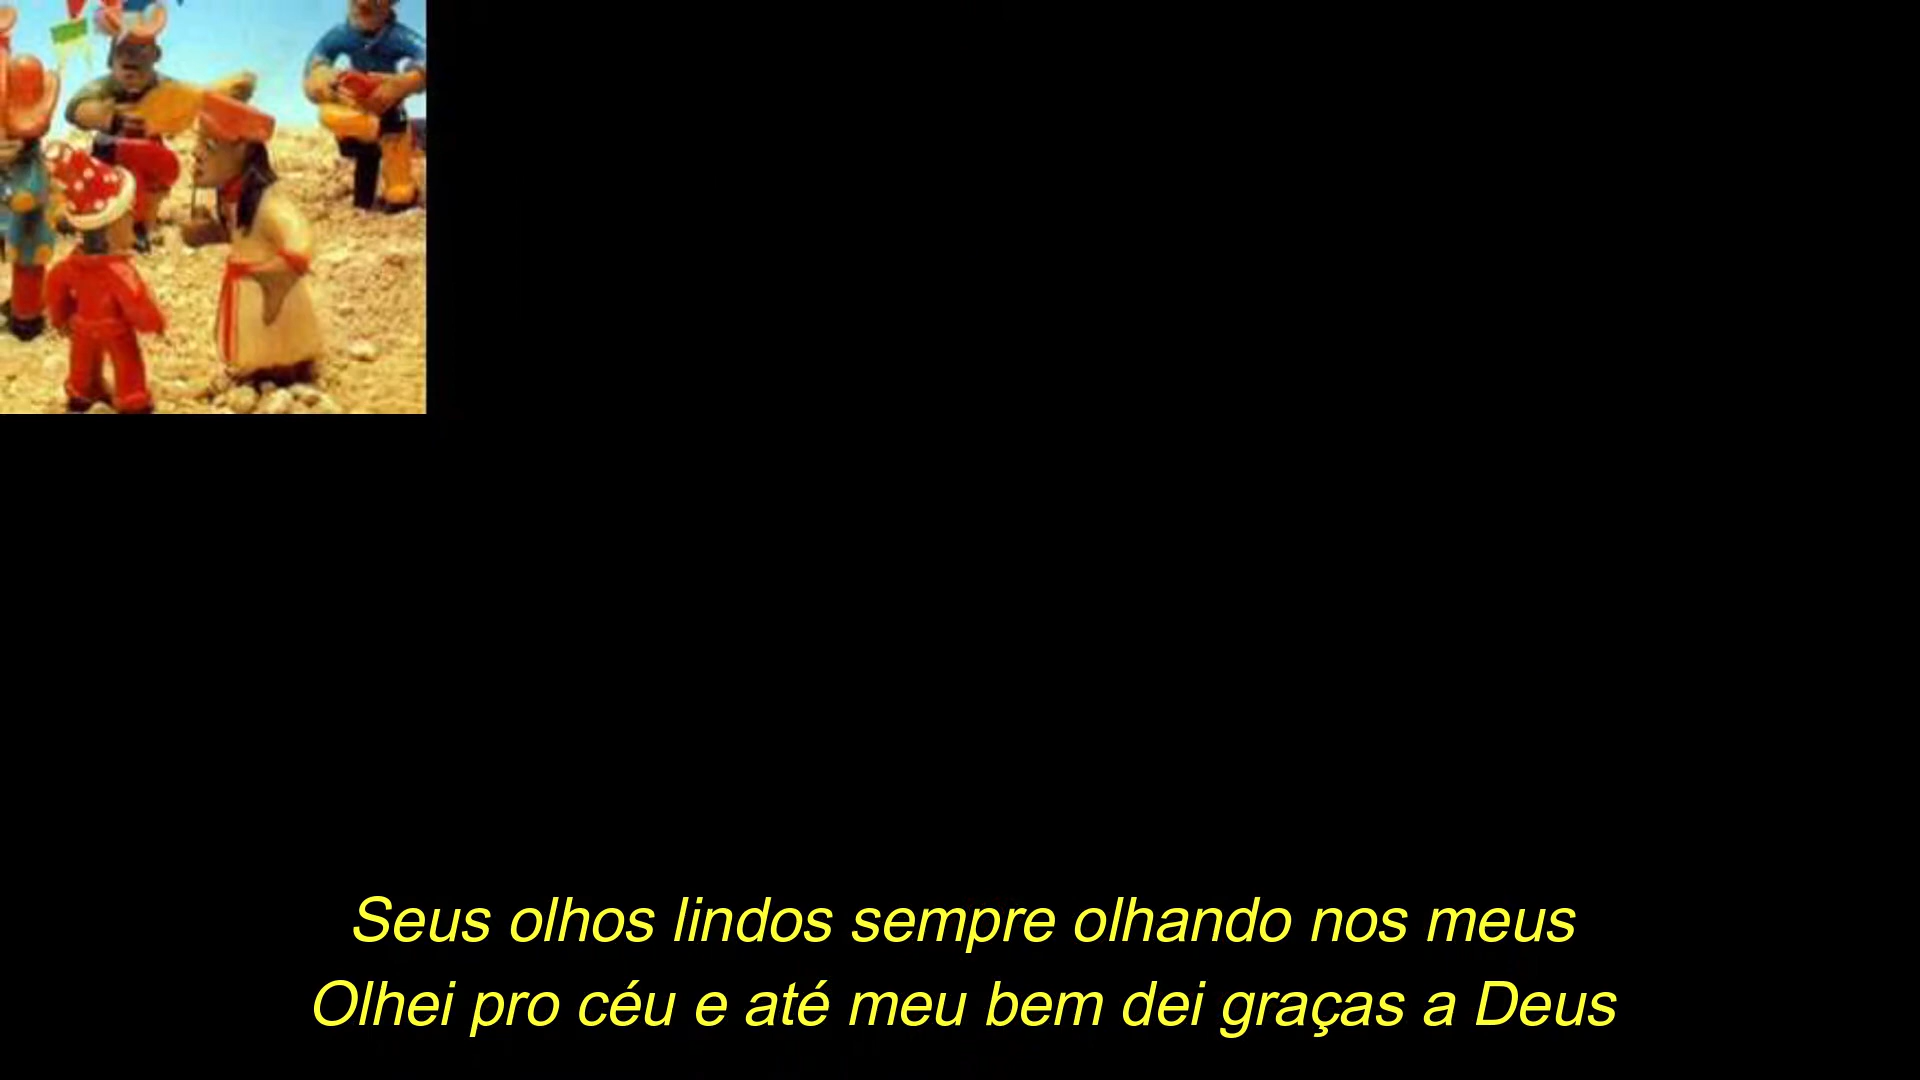 Seus olhos lindos sempre olhando nos meus
Olhei pro céu e até meu bem dei graças a Deus